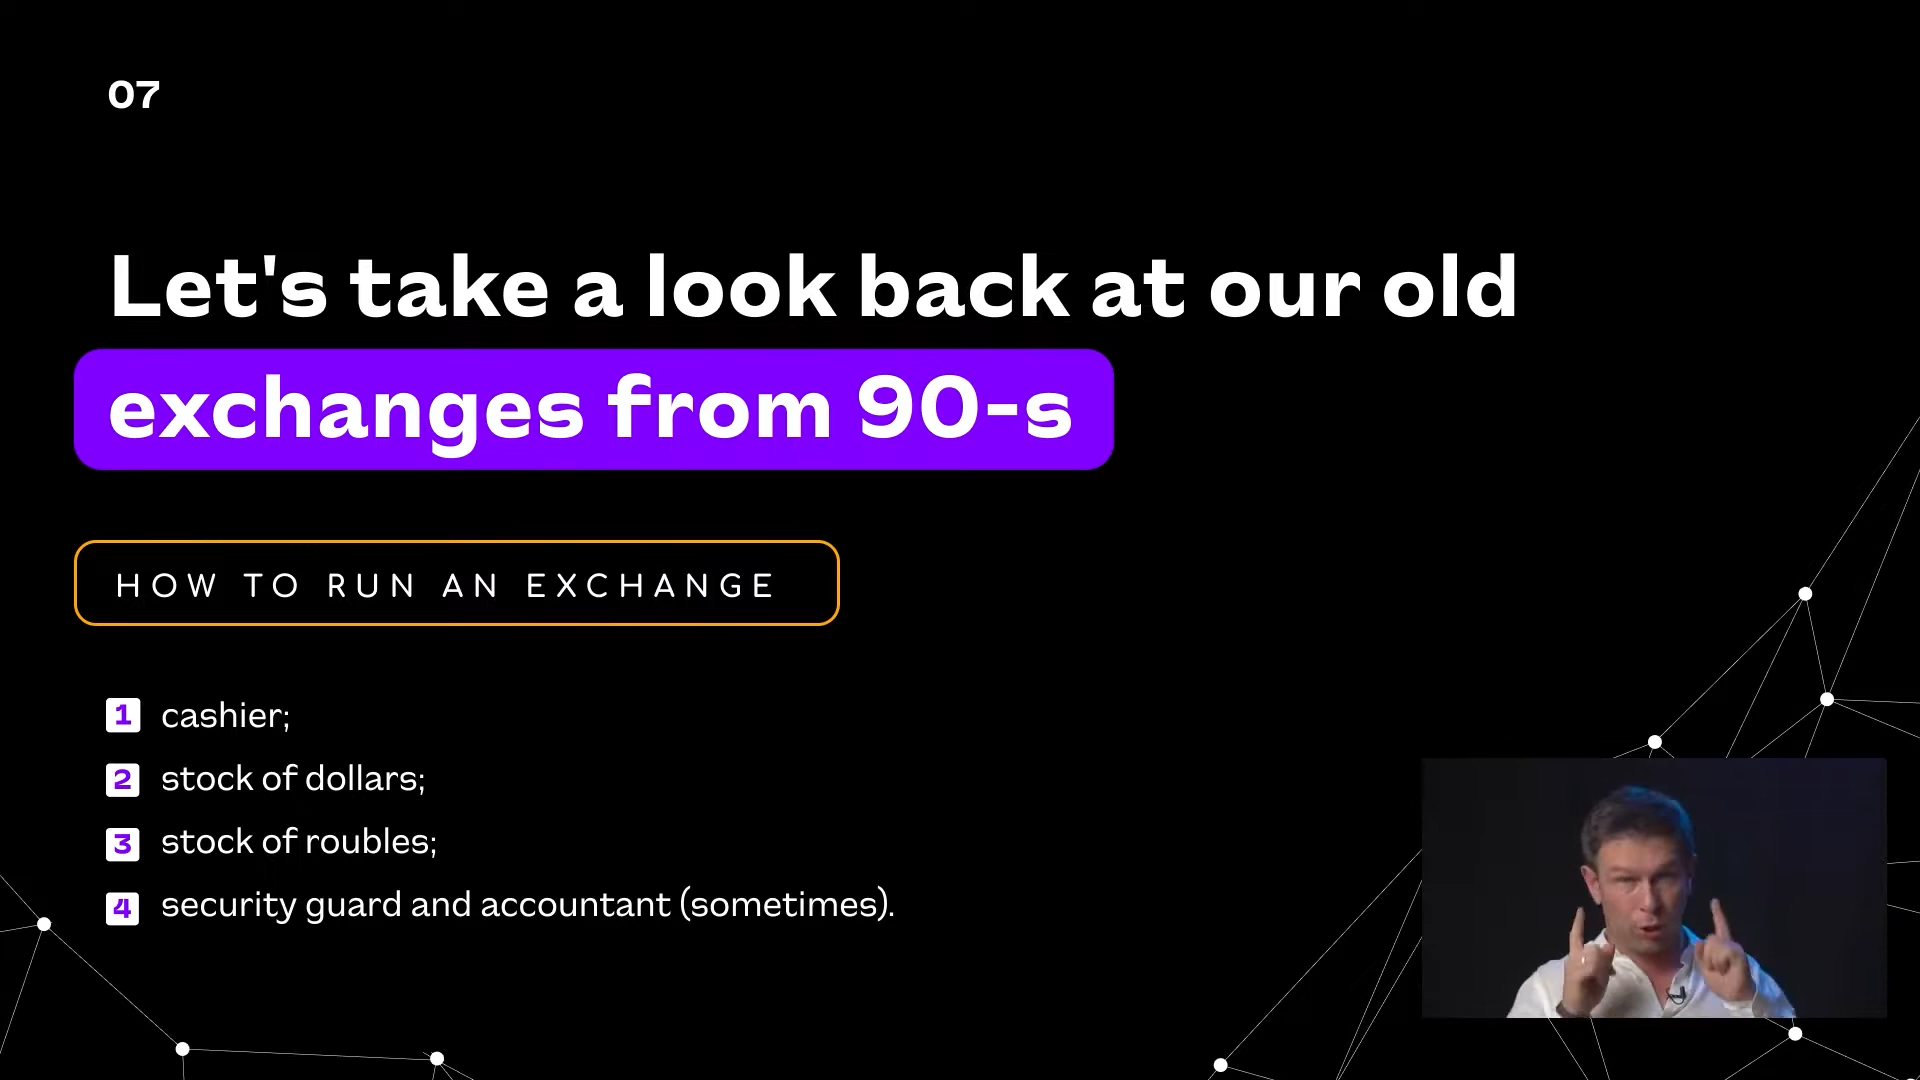 07
Let's take a look back at our old
exchanges from 90-s
HOW TO RUN AN EXCHANGE
1 cashier;
2 stock of dollars;
3 stock of roubles;
4 security guard and accountant (sometimes).